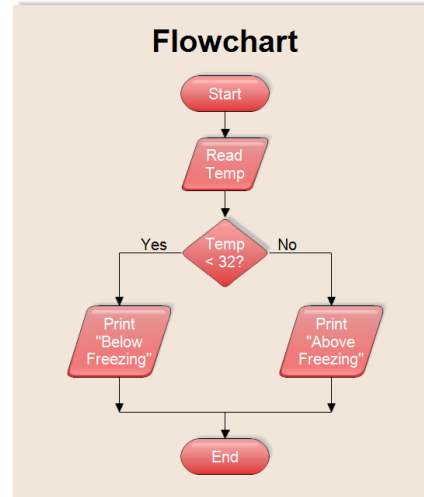 Flowchart
Start
Read
Temp
Yes
Temp
< 32?
No
Print
"Below
Freezing"
Print
"Above
Freezing"
End